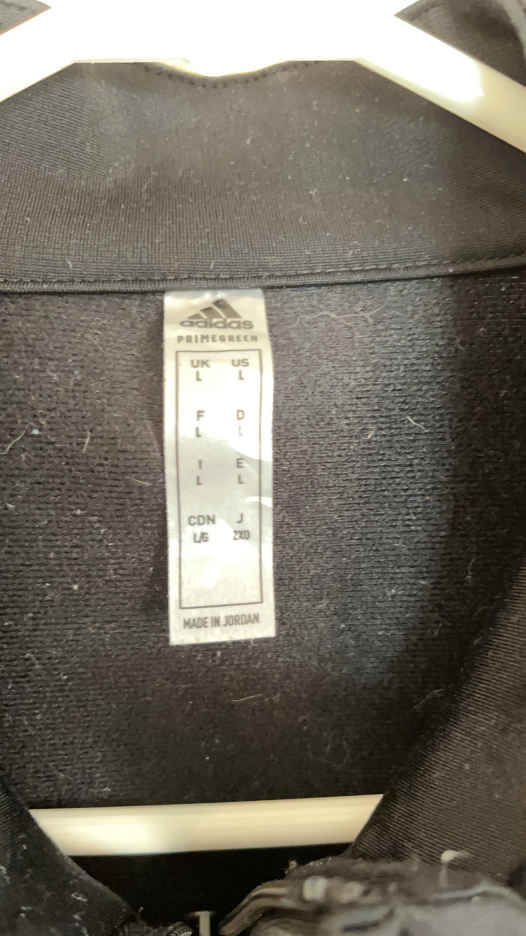 adidas
PRIMEGREEN
UK US
L L
F D
L L
I E
L L
CDN J
L/G 2XO
MADE IN JORDAN